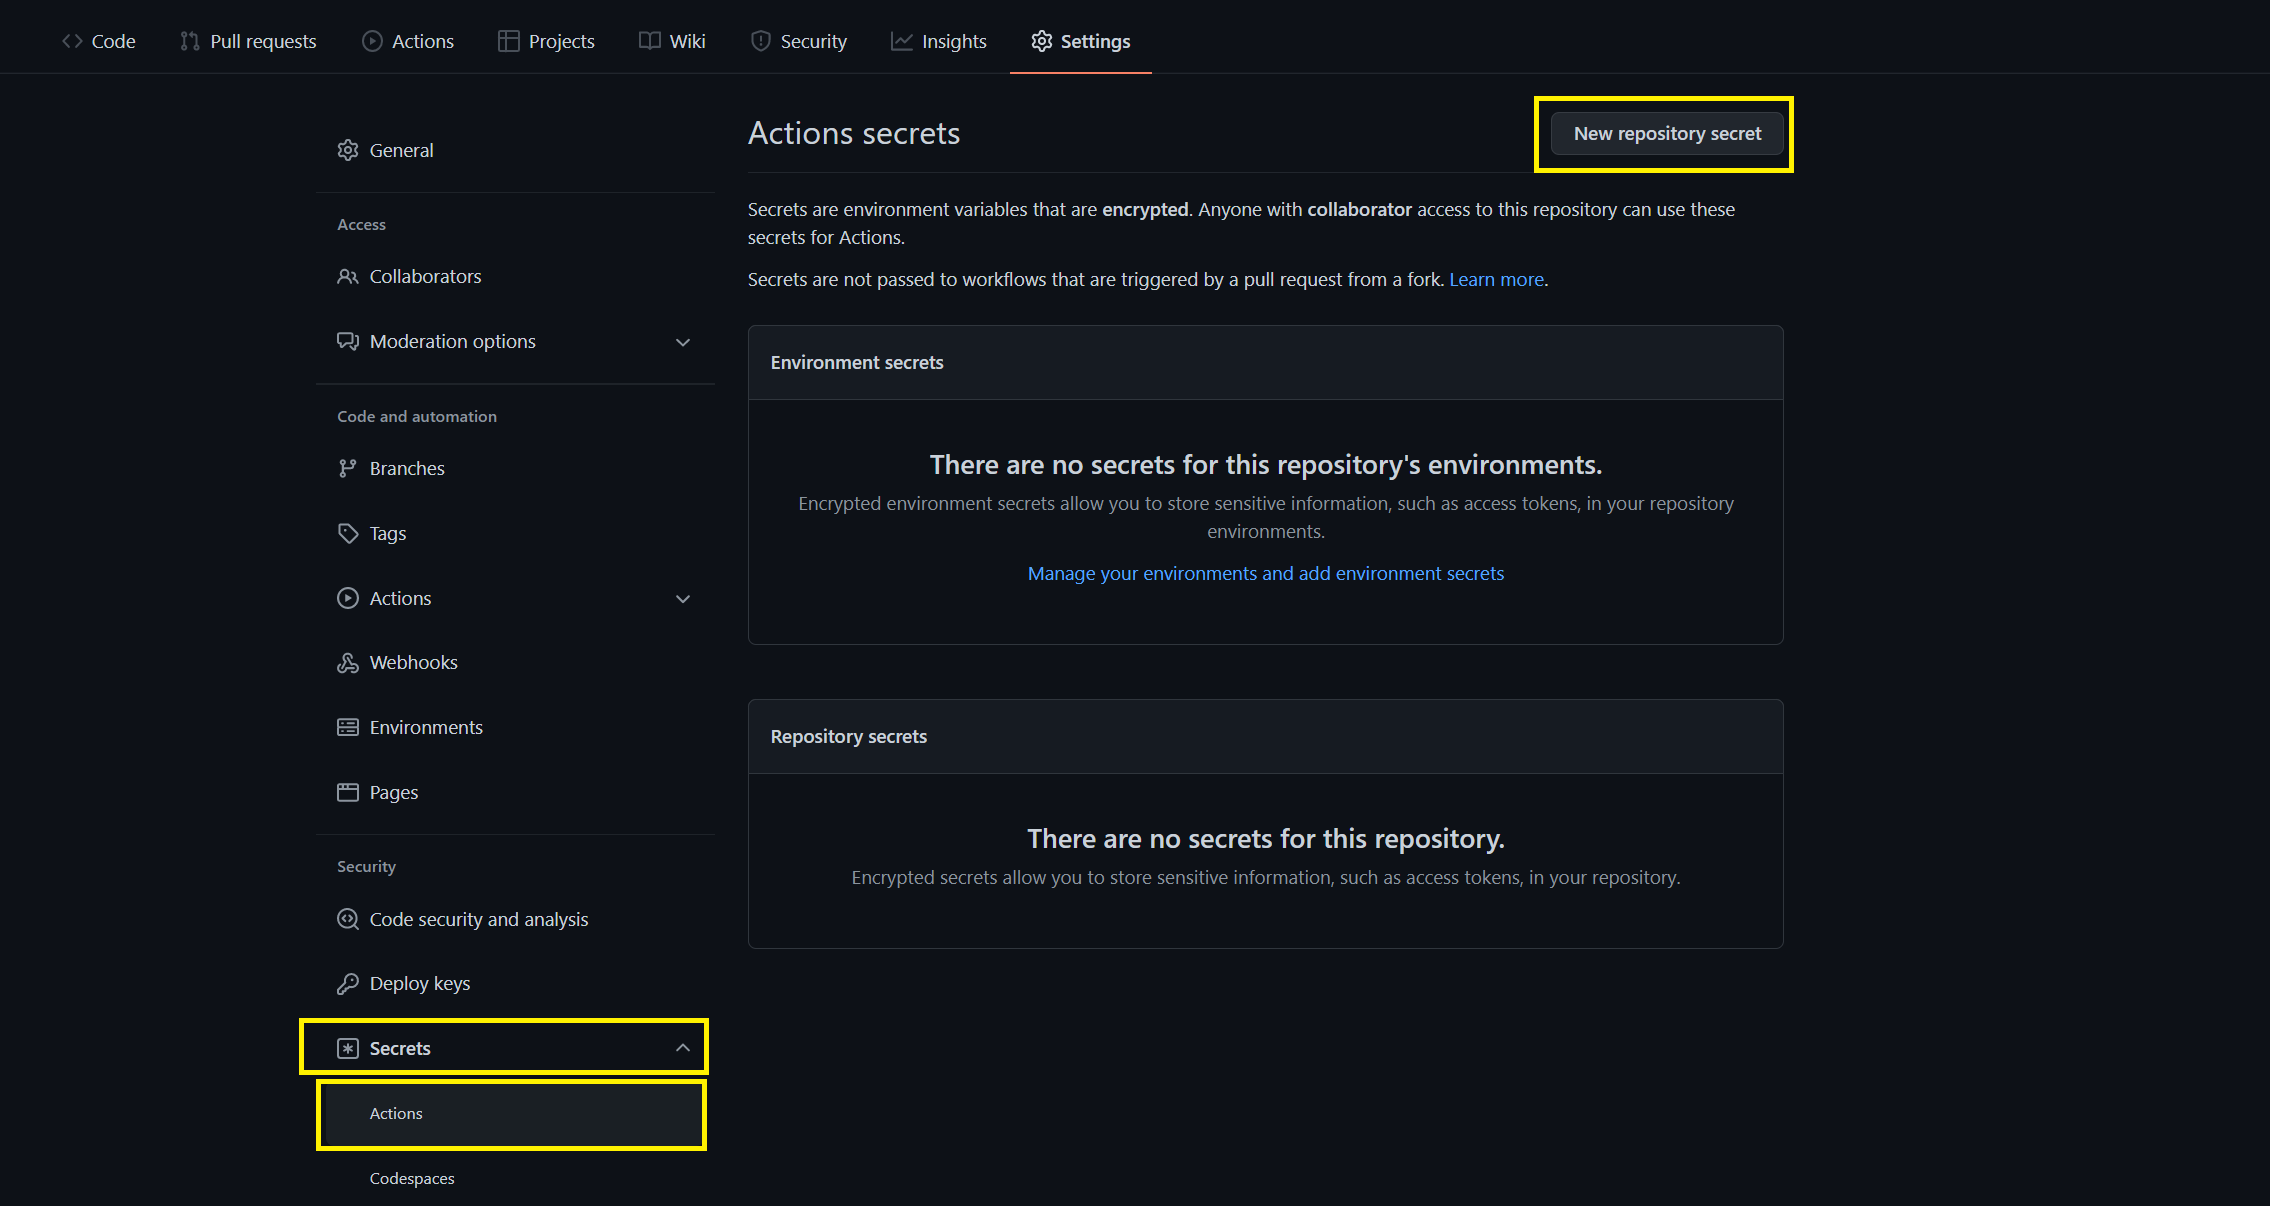 Code Pull requests Actions Projects Wiki Security Insights Settings
General
Access
Collaborators
Moderation options
Code and automation
Branches
Tags
Actions
Webhooks
Environments
Pages
Security
Code security and analysis
Deploy keys
Secrets
Actions
Codespaces
Actions secrets
New repository secret
Secrets are environment variables that are encrypted. Anyone with collaborator access to this repository can use these
secrets for Actions.
Secrets are not passed to workflows that are triggered by a pull request from a fork. Learn more.
Environment secrets
There are no secrets for this repository's environments.
Encrypted environment secrets allow you to store sensitive information, such as access tokens, in your repository
environments.
Manage your environments and add environment secrets
Repository secrets
There are no secrets for this repository.
Encrypted secrets allow you to store sensitive information, such as access tokens, in your repository.